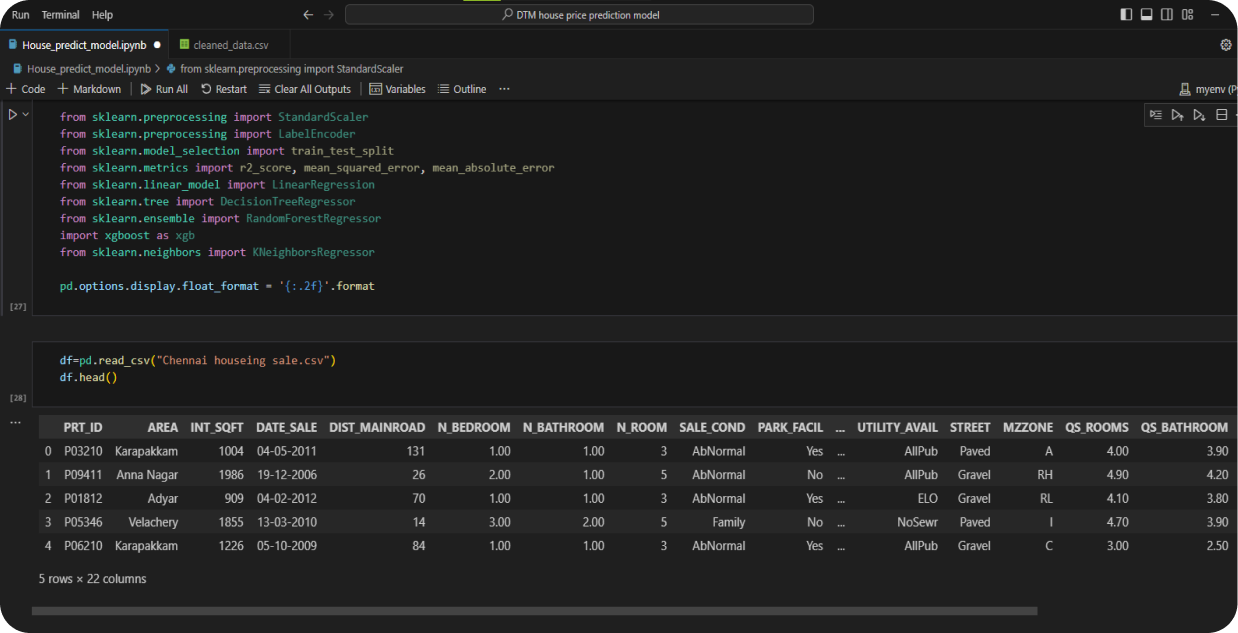 Run Terminal Help DTM house price prediction model
House_predict_model.ipynb cleaned_data.csv
House_predict_model.ipynb > from sklearn.preprocessing import StandardScaler
+ Code + Markdown | Run All Restart Clear All Outputs | Variables Outline ... myenv (Py
from sklearn.preprocessing import StandardScaler
from sklearn.preprocessing import LabelEncoder
from sklearn.model_selection import train_test_split
from sklearn.metrics import r2_score, mean_squared_error, mean_absolute_error
from sklearn.linear_model import LinearRegression
from sklearn.tree import DecisionTreeRegressor
from sklearn.ensemble import RandomForestRegressor
import xgboost as xgb
from sklearn.neighbors import KNeighborsRegressor
pd.options.display.float_format = '{:.2f}'.format
[27]
df=pd.read_csv("Chennai houseing sale.csv")
df.head()
[28]
... PRT_ID AREA INT_SQFT DATE_SALE DIST_MAINROAD N_BEDROOM N_BATHROOM N_ROOM SALE_COND PARK_FACIL ... UTILITY_AVAIL STREET MZZONE QS_ROOMS QS_BATHROOM
0 P03210 Karapakkam 1004 04-05-2011 131 1.00 1.00 3 AbNormal Yes ... AllPub Paved A 4.00 3.90
1 P09411 Anna Nagar 1986 19-12-2006 26 2.00 1.00 5 AbNormal No ... AllPub Gravel RH 4.90 4.20
2 P01812 Adyar 909 04-02-2012 70 1.00 1.00 3 AbNormal Yes ... ELO Gravel RL 4.10 3.80
3 P05346 Velachery 1855 13-03-2010 14 3.00 2.00 5 Family No ... NoSewr Paved I 4.70 3.90
4 P06210 Karapakkam 1226 05-10-2009 84 1.00 1.00 3 AbNormal Yes ... AllPub Gravel C 3.00 2.50
5 rows × 22 columns